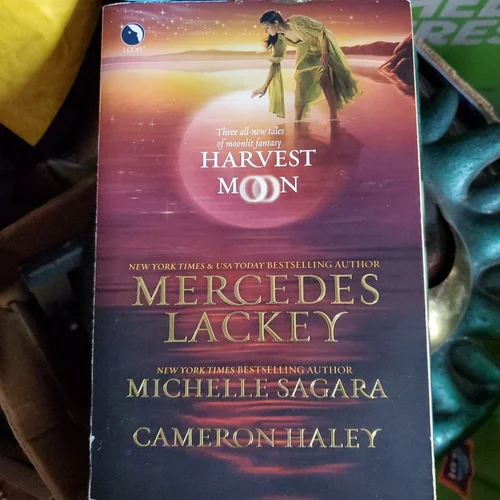 LUNA
Three all-new tales
of moonlit fantasy
HARVEST
MOON
NEW YORK TIMES & USA TODAY BESTSELLING AUTHOR
MERCEDES
LACKEY
NEW YORK TIMES BESTSELLING AUTHOR
MICHELLE SAGARA
CAMERON HALEY